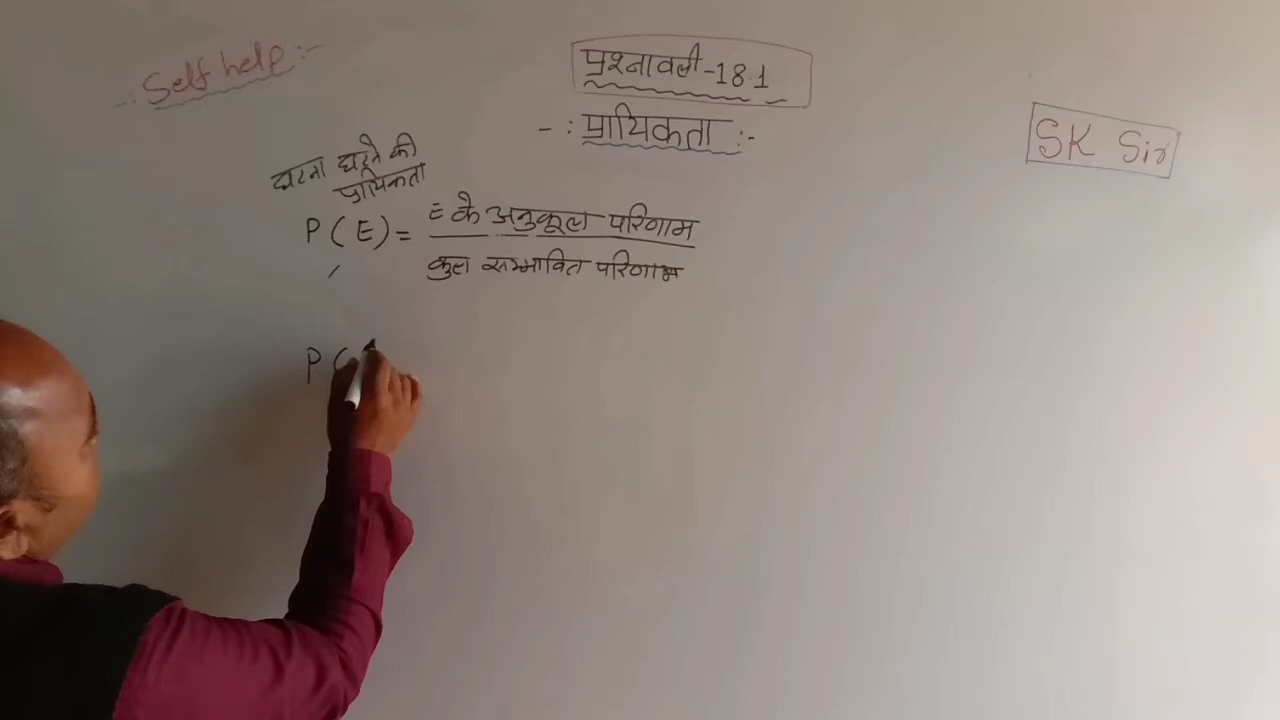 Self help :-
प्रश्नावली-18.1
-: प्रायिकता :-
SK Sir
घटना घटने की
प्रायिकता
P(E) = E के अनुकूल परिणाम
कुल सम्भावित परिणाम
P(